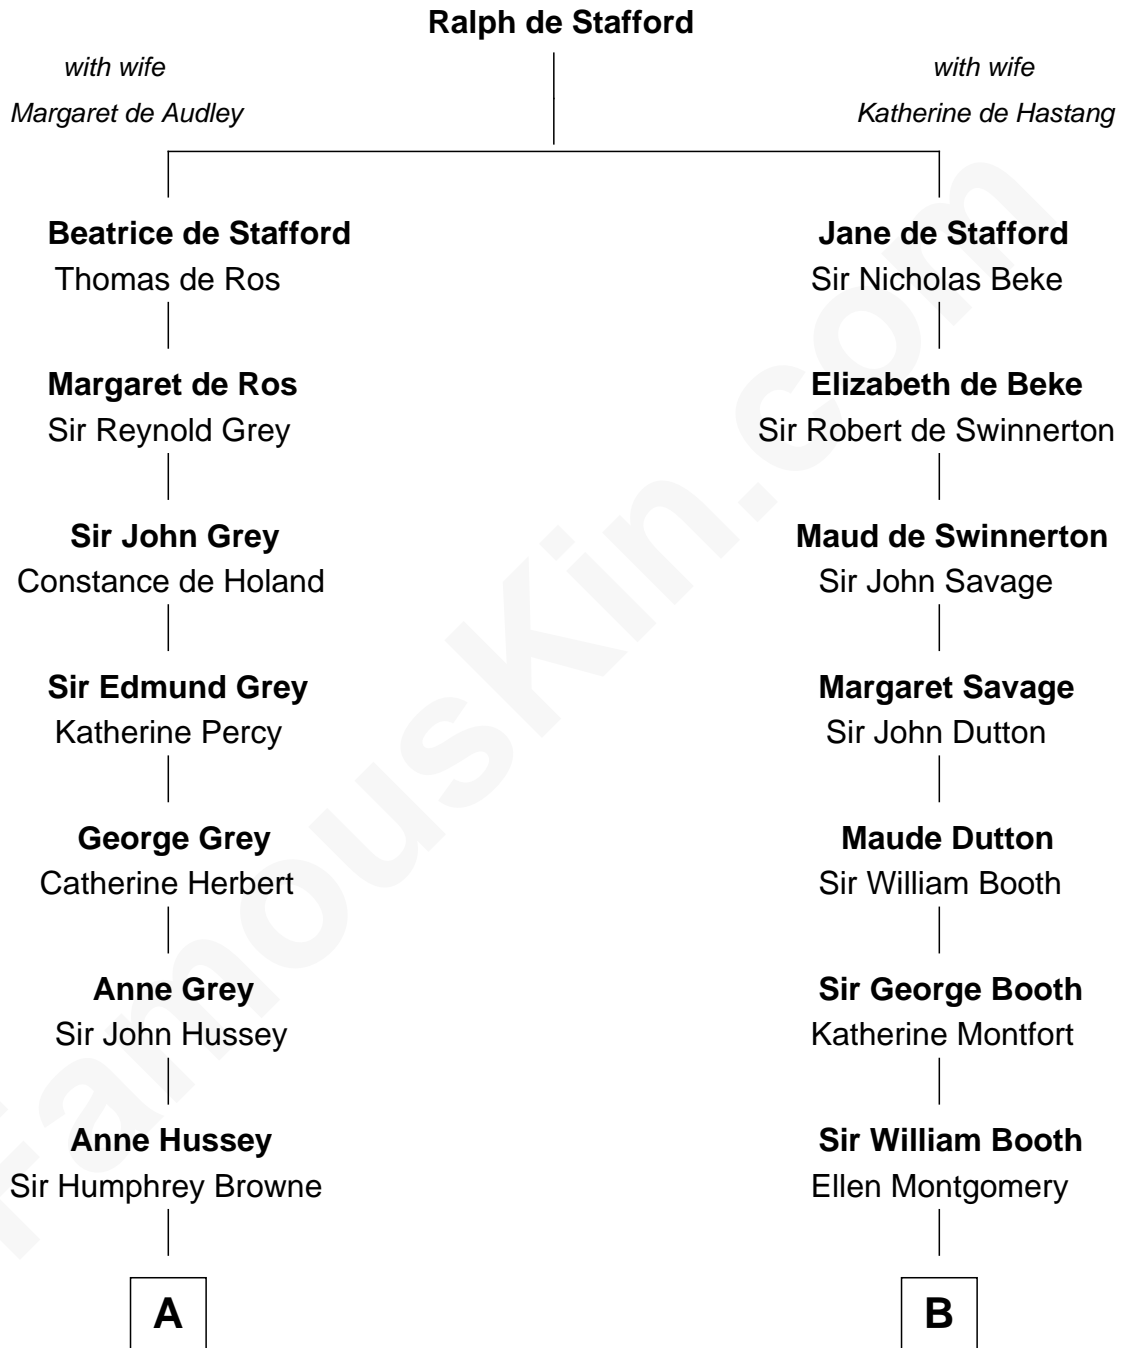 Ralph de Stafford
with wife
Margaret de Audley
with wife
Katherine de Hastang
Beatrice de Stafford
Thomas de Ros
Jane de Stafford
Sir Nicholas Beke
Margaret de Ros
Sir Reynold Grey
Elizabeth de Beke
Sir Robert de Swinnerton
Sir John Grey
Constance de Holand
Maud de Swinnerton
Sir John Savage
Sir Edmund Grey
Katherine Percy
Margaret Savage
Sir John Dutton
George Grey
Catherine Herbert
Maude Dutton
Sir William Booth
Anne Grey
Sir John Hussey
Sir George Booth
Katherine Montfort
Anne Hussey
Sir Humphrey Browne
Sir William Booth
Ellen Montgomery
A
B
FamousKin.com